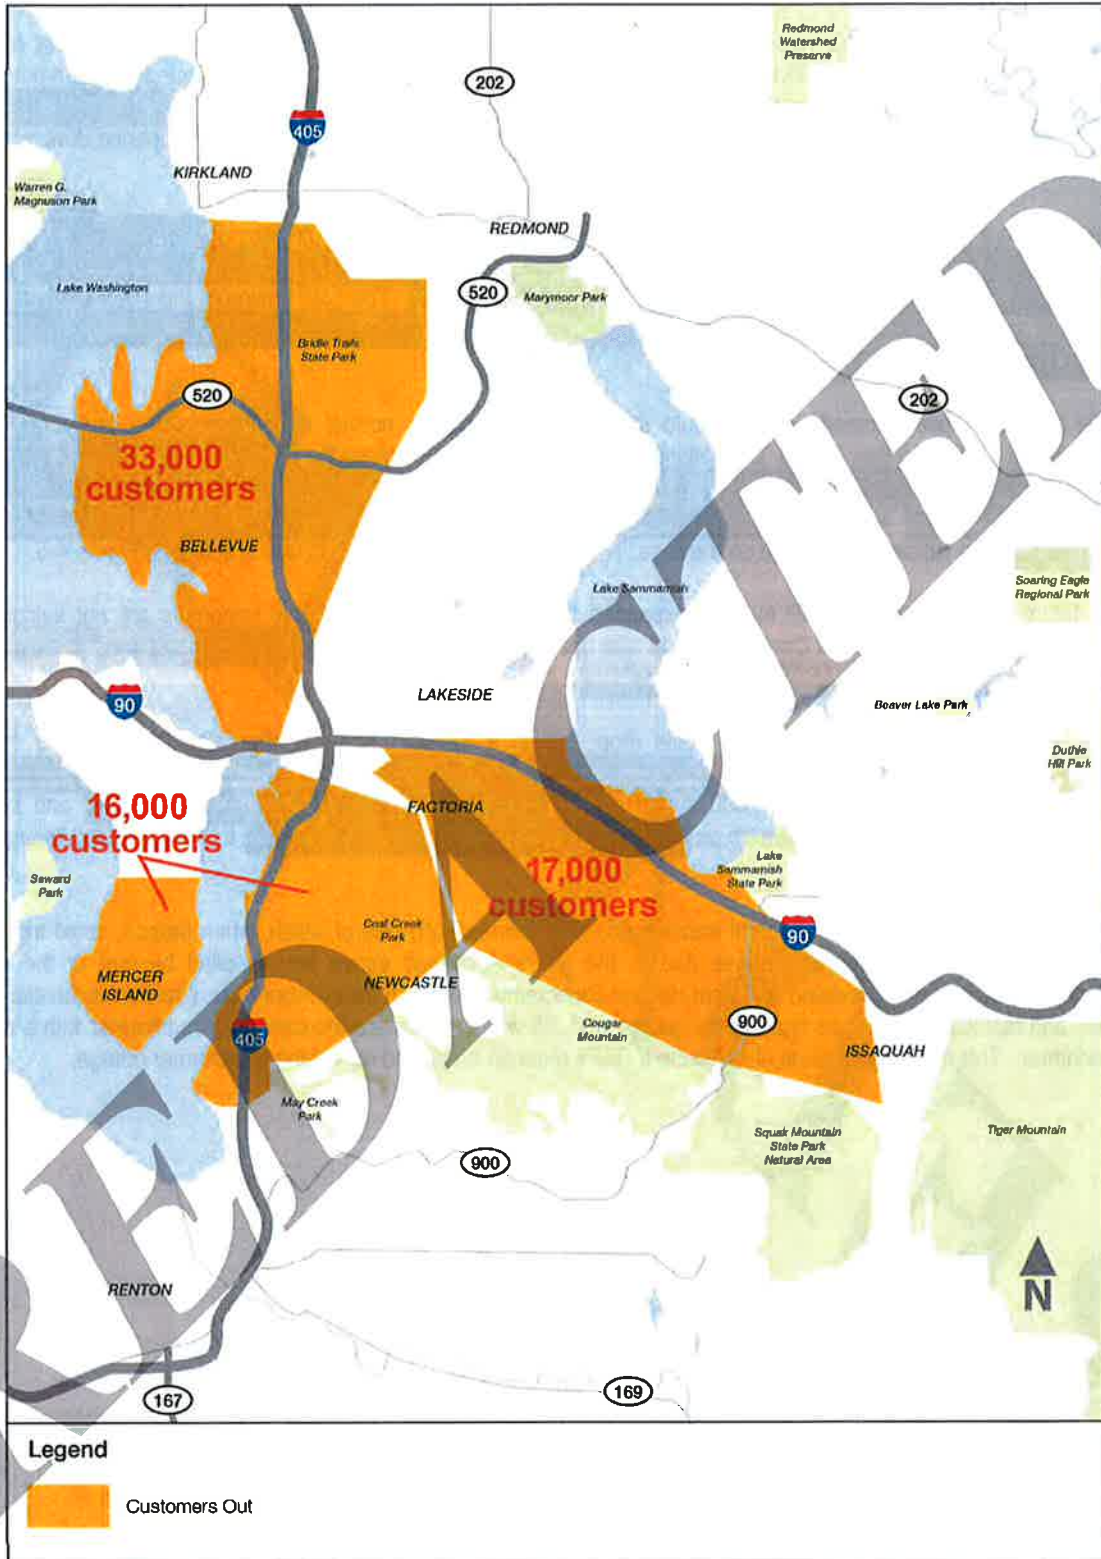 Redmond
Watershed
Preserve
202
405
KIRKLAND
Warren G.
Magnuson Park
REDMOND
Lake Washington
520
Marymoor Park
Bridle Trails
State Park
520
202
33,000
customers
BELLEVUE
Soaring Eagle
Regional Park
Lake Sammamish
LAKESIDE
90
Beaver Lake Park
Duthie
Hill Park
16,000
customers
FACTORIA
Seward
Park
17,000
customers
Lake
Sammamish
State Park
Coal Creek
Park
90
MERCER
ISLAND
NEWCASTLE
405
Cougar
Mountain
900
ISSAQUAH
May Creek
Park
Squak Mountain
State Park
Natural Area
Tiger Mountain
900
RENTON
N
167
169
REDACTED
Legend
Customers Out